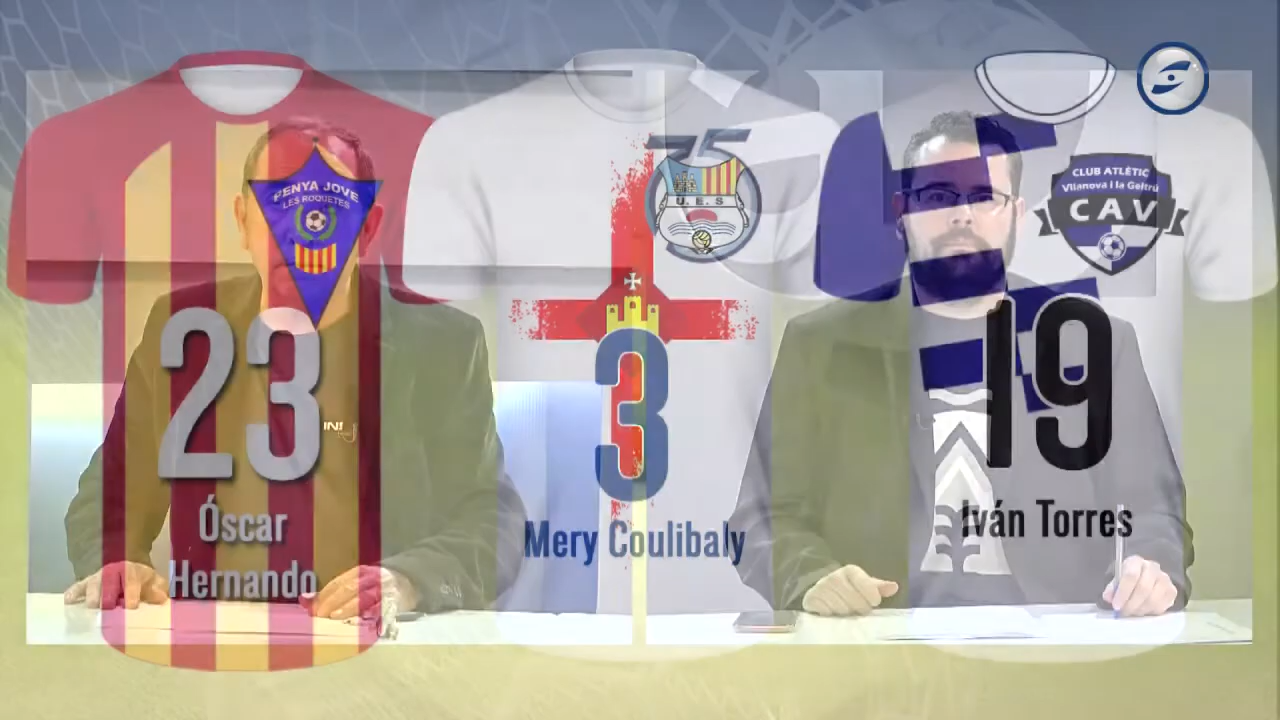 PENYA JOVE
LES ROQUETES
23
Óscar
Hernando
75
U.E.S
3
Mery Coulibaly
CLUB ATLÈTIC
Vilanova i la Geltrú
CAV
19
Iván Torres